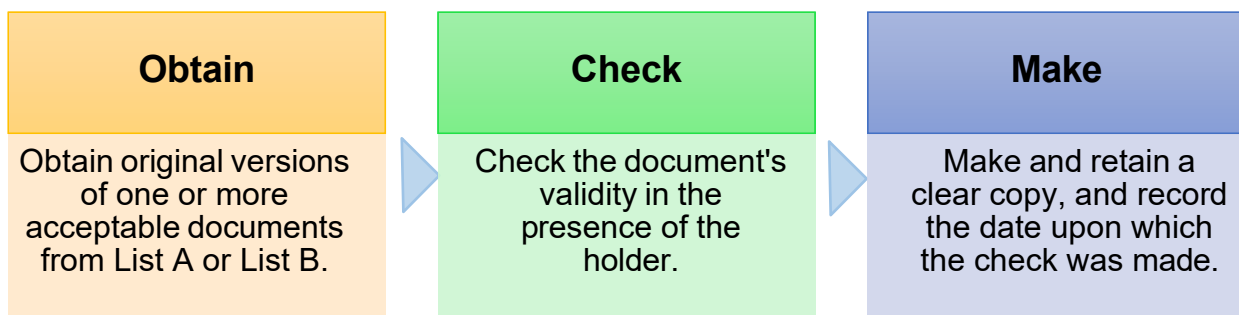 Obtain
Obtain original versions
of one or more
acceptable documents
from List A or List B.
Check
Check the document's
validity in the
presence of the
holder.
Make
Make and retain a
clear copy, and record
the date upon which
the check was made.